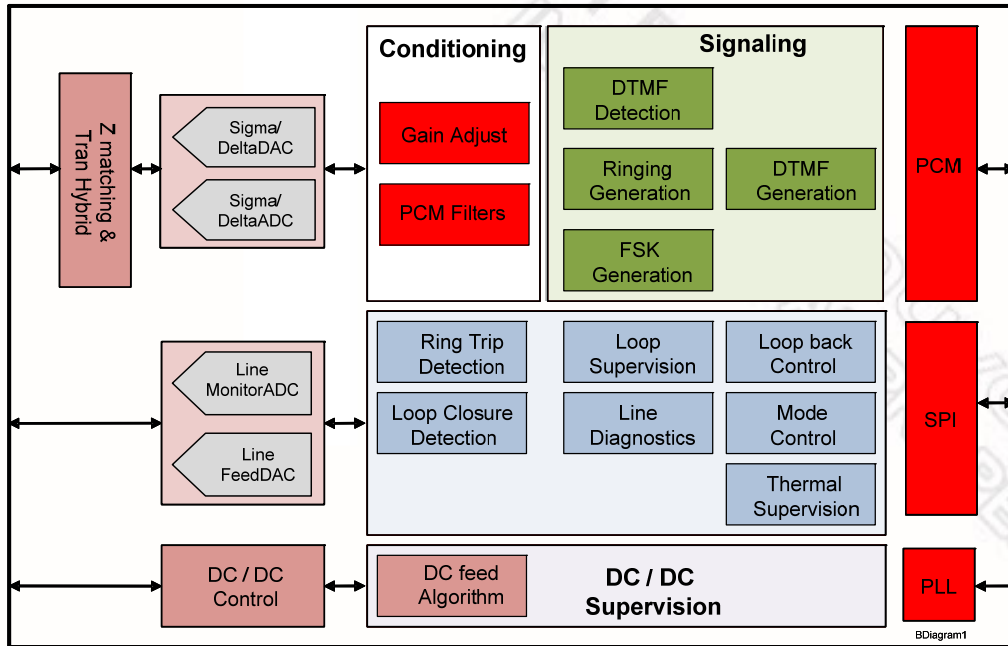 Conditioning
Signaling
Z matching &
Tran Hybrid
Sigma/
DeltaDAC
Sigma/
DeltaADC
Gain Adjust
PCM Filters
DTMF
Detection
Ringing
Generation
DTMF
Generation
FSK
Generation
PCM
Line
MonitorADC
Line
FeedDAC
Ring Trip
Detection
Loop
Supervision
Loop back
Control
Loop Closure
Detection
Line
Diagnostics
Mode
Control
Thermal
Supervision
SPI
DC / DC
Control
DC feed
Algorithm
DC / DC
Supervision
PLL
BDiagram1